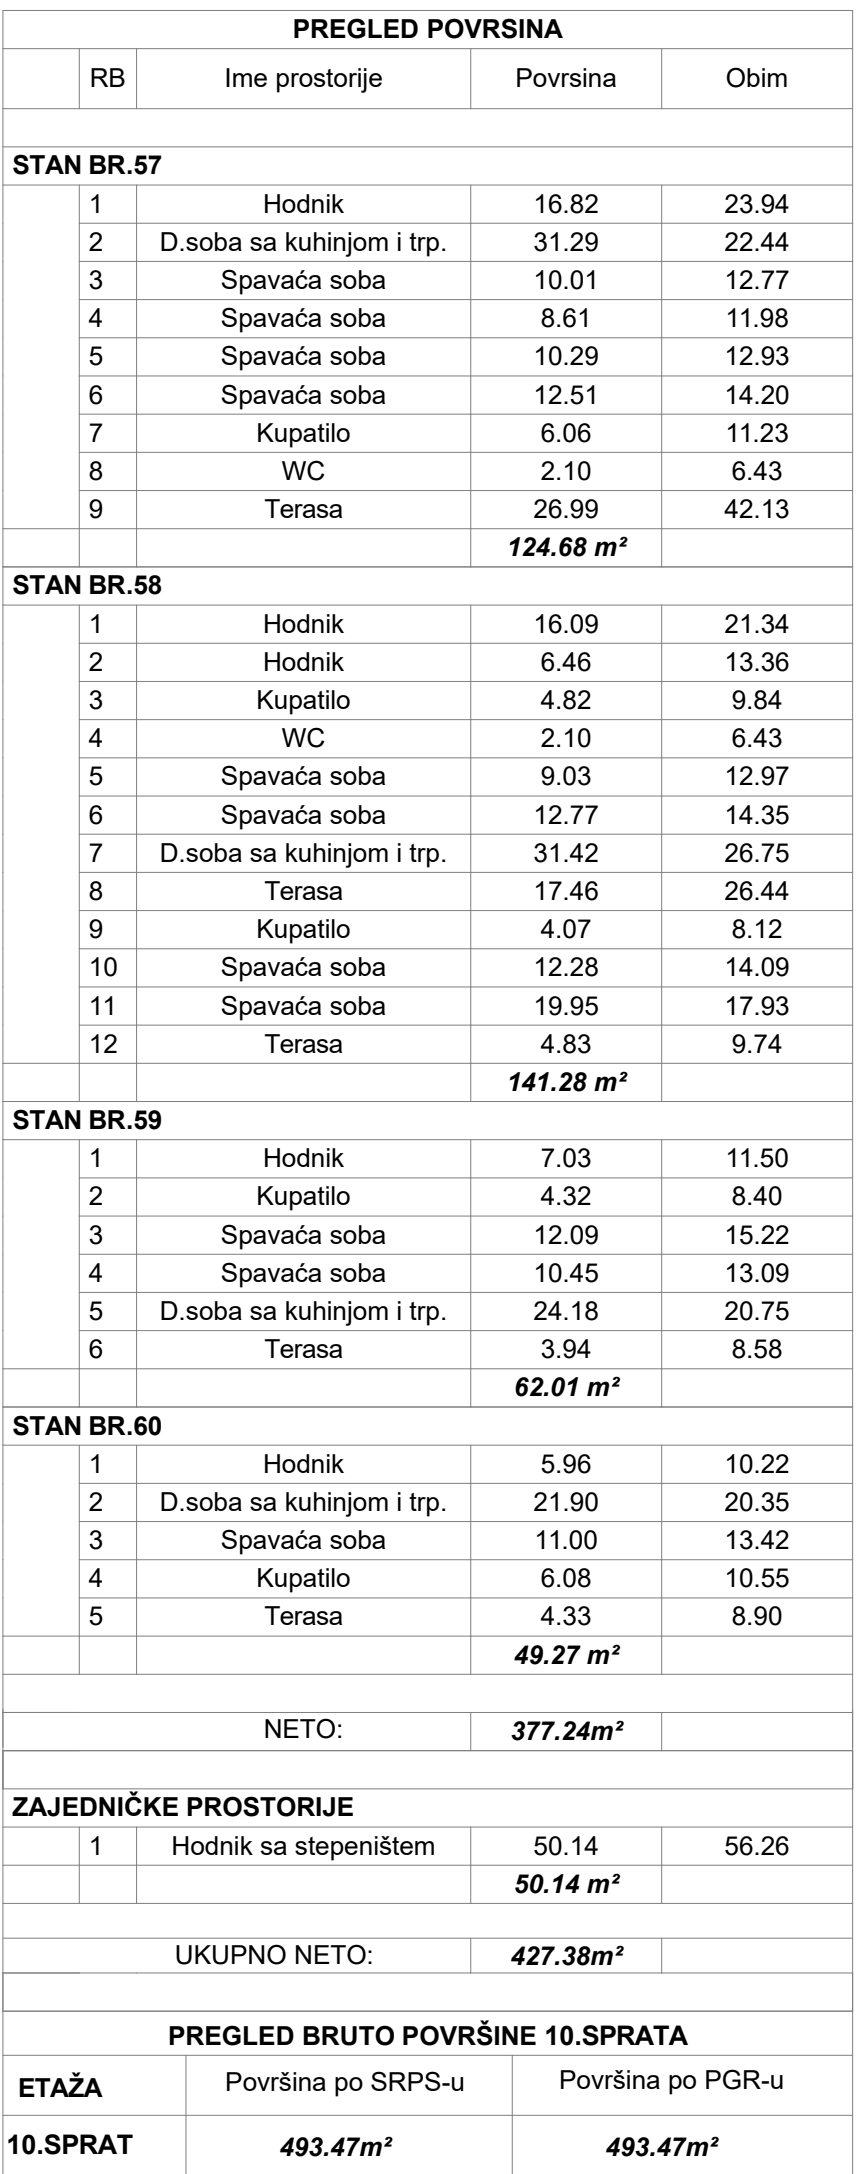 PREGLED POVRSINA
RB Ime prostorije Povrsina Obim
STAN BR.57
1 Hodnik 16.82 23.94
2 D.soba sa kuhinjom i trp. 31.29 22.44
3 Spavaća soba 10.01 12.77
4 Spavaća soba 8.61 11.98
5 Spavaća soba 10.29 12.93
6 Spavaća soba 12.51 14.20
7 Kupatilo 6.06 11.23
8 WC 2.10 6.43
9 Terasa 26.99 42.13
124.68 m²
STAN BR.58
1 Hodnik 16.09 21.34
2 Hodnik 6.46 13.36
3 Kupatilo 4.82 9.84
4 WC 2.10 6.43
5 Spavaća soba 9.03 12.97
6 Spavaća soba 12.77 14.35
7 D.soba sa kuhinjom i trp. 31.42 26.75
8 Terasa 17.46 26.44
9 Kupatilo 4.07 8.12
10 Spavaća soba 12.28 14.09
11 Spavaća soba 19.95 17.93
12 Terasa 4.83 9.74
141.28 m²
STAN BR.59
1 Hodnik 7.03 11.50
2 Kupatilo 4.32 8.40
3 Spavaća soba 12.09 15.22
4 Spavaća soba 10.45 13.09
5 D.soba sa kuhinjom i trp. 24.18 20.75
6 Terasa 3.94 8.58
62.01 m²
STAN BR.60
1 Hodnik 5.96 10.22
2 D.soba sa kuhinjom i trp. 21.90 20.35
3 Spavaća soba 11.00 13.42
4 Kupatilo 6.08 10.55
5 Terasa 4.33 8.90
49.27 m²
NETO: 377.24m²
ZAJEDNIČKE PROSTORIJE
1 Hodnik sa stepeništem 50.14 56.26
50.14 m²
UKUPNO NETO: 427.38m²
PREGLED BRUTO POVRŠINE 10.SPRATA
ETAŽA Površina po SRPS-u Površina po PGR-u
10.SPRAT 493.47m² 493.47m²